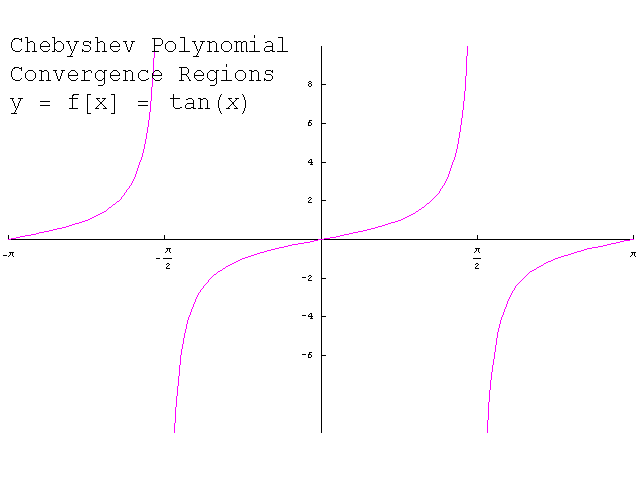 Chebyshev Polynomial
Convergence Regions
y = f[x] = tan(x)
8
6
4
2
-π
-π/2
π/2
π
-2
-4
-6